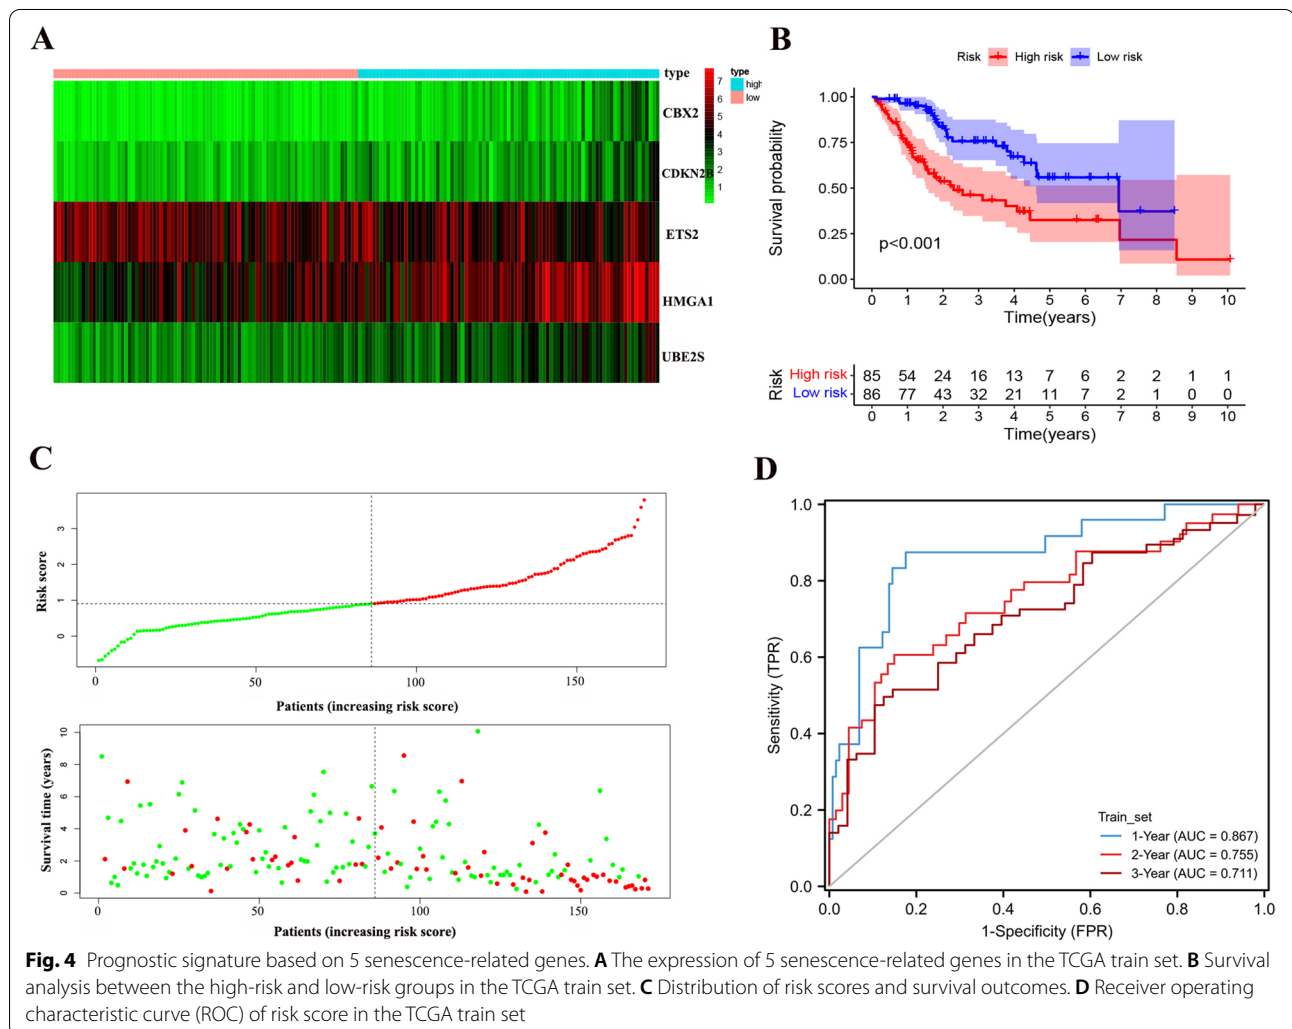 A
type
CBX2
CDKN2B
ETS2
HMGA1
UBE2S
7
6
5
4
3
2
1
type
high
low
B
Risk High risk Low risk
Survival probability
1.00
0.75
0.50
0.25
0.00
p<0.001
0 1 2 3 4 5 6 7 8 9 10
Time(years)
Risk
High risk 85 54 24 16 13 7 6 2 2 1 1
Low risk 86 77 43 32 21 11 7 2 1 0 0
0 1 2 3 4 5 6 7 8 9 10
Time(years)
C
Risk score
3
2
1
0
0 50 100 150
Patients (increasing risk score)
Survival time (years)
10
8
6
4
2
0
0 50 100 150
Patients (increasing risk score)
D
Sensitivity (TPR)
1.0
0.8
0.6
0.4
0.2
0.0
Train_set
1-Year (AUC = 0.867)
2-Year (AUC = 0.755)
3-Year (AUC = 0.711)
0.0 0.2 0.4 0.6 0.8 1.0
1-Specificity (FPR)
Fig. 4 Prognostic signature based on 5 senescence-related genes. A The expression of 5 senescence-related genes in the TCGA train set. B Survival
analysis between the high-risk and low-risk groups in the TCGA train set. C Distribution of risk scores and survival outcomes. D Receiver operating
characteristic curve (ROC) of risk score in the TCGA train set